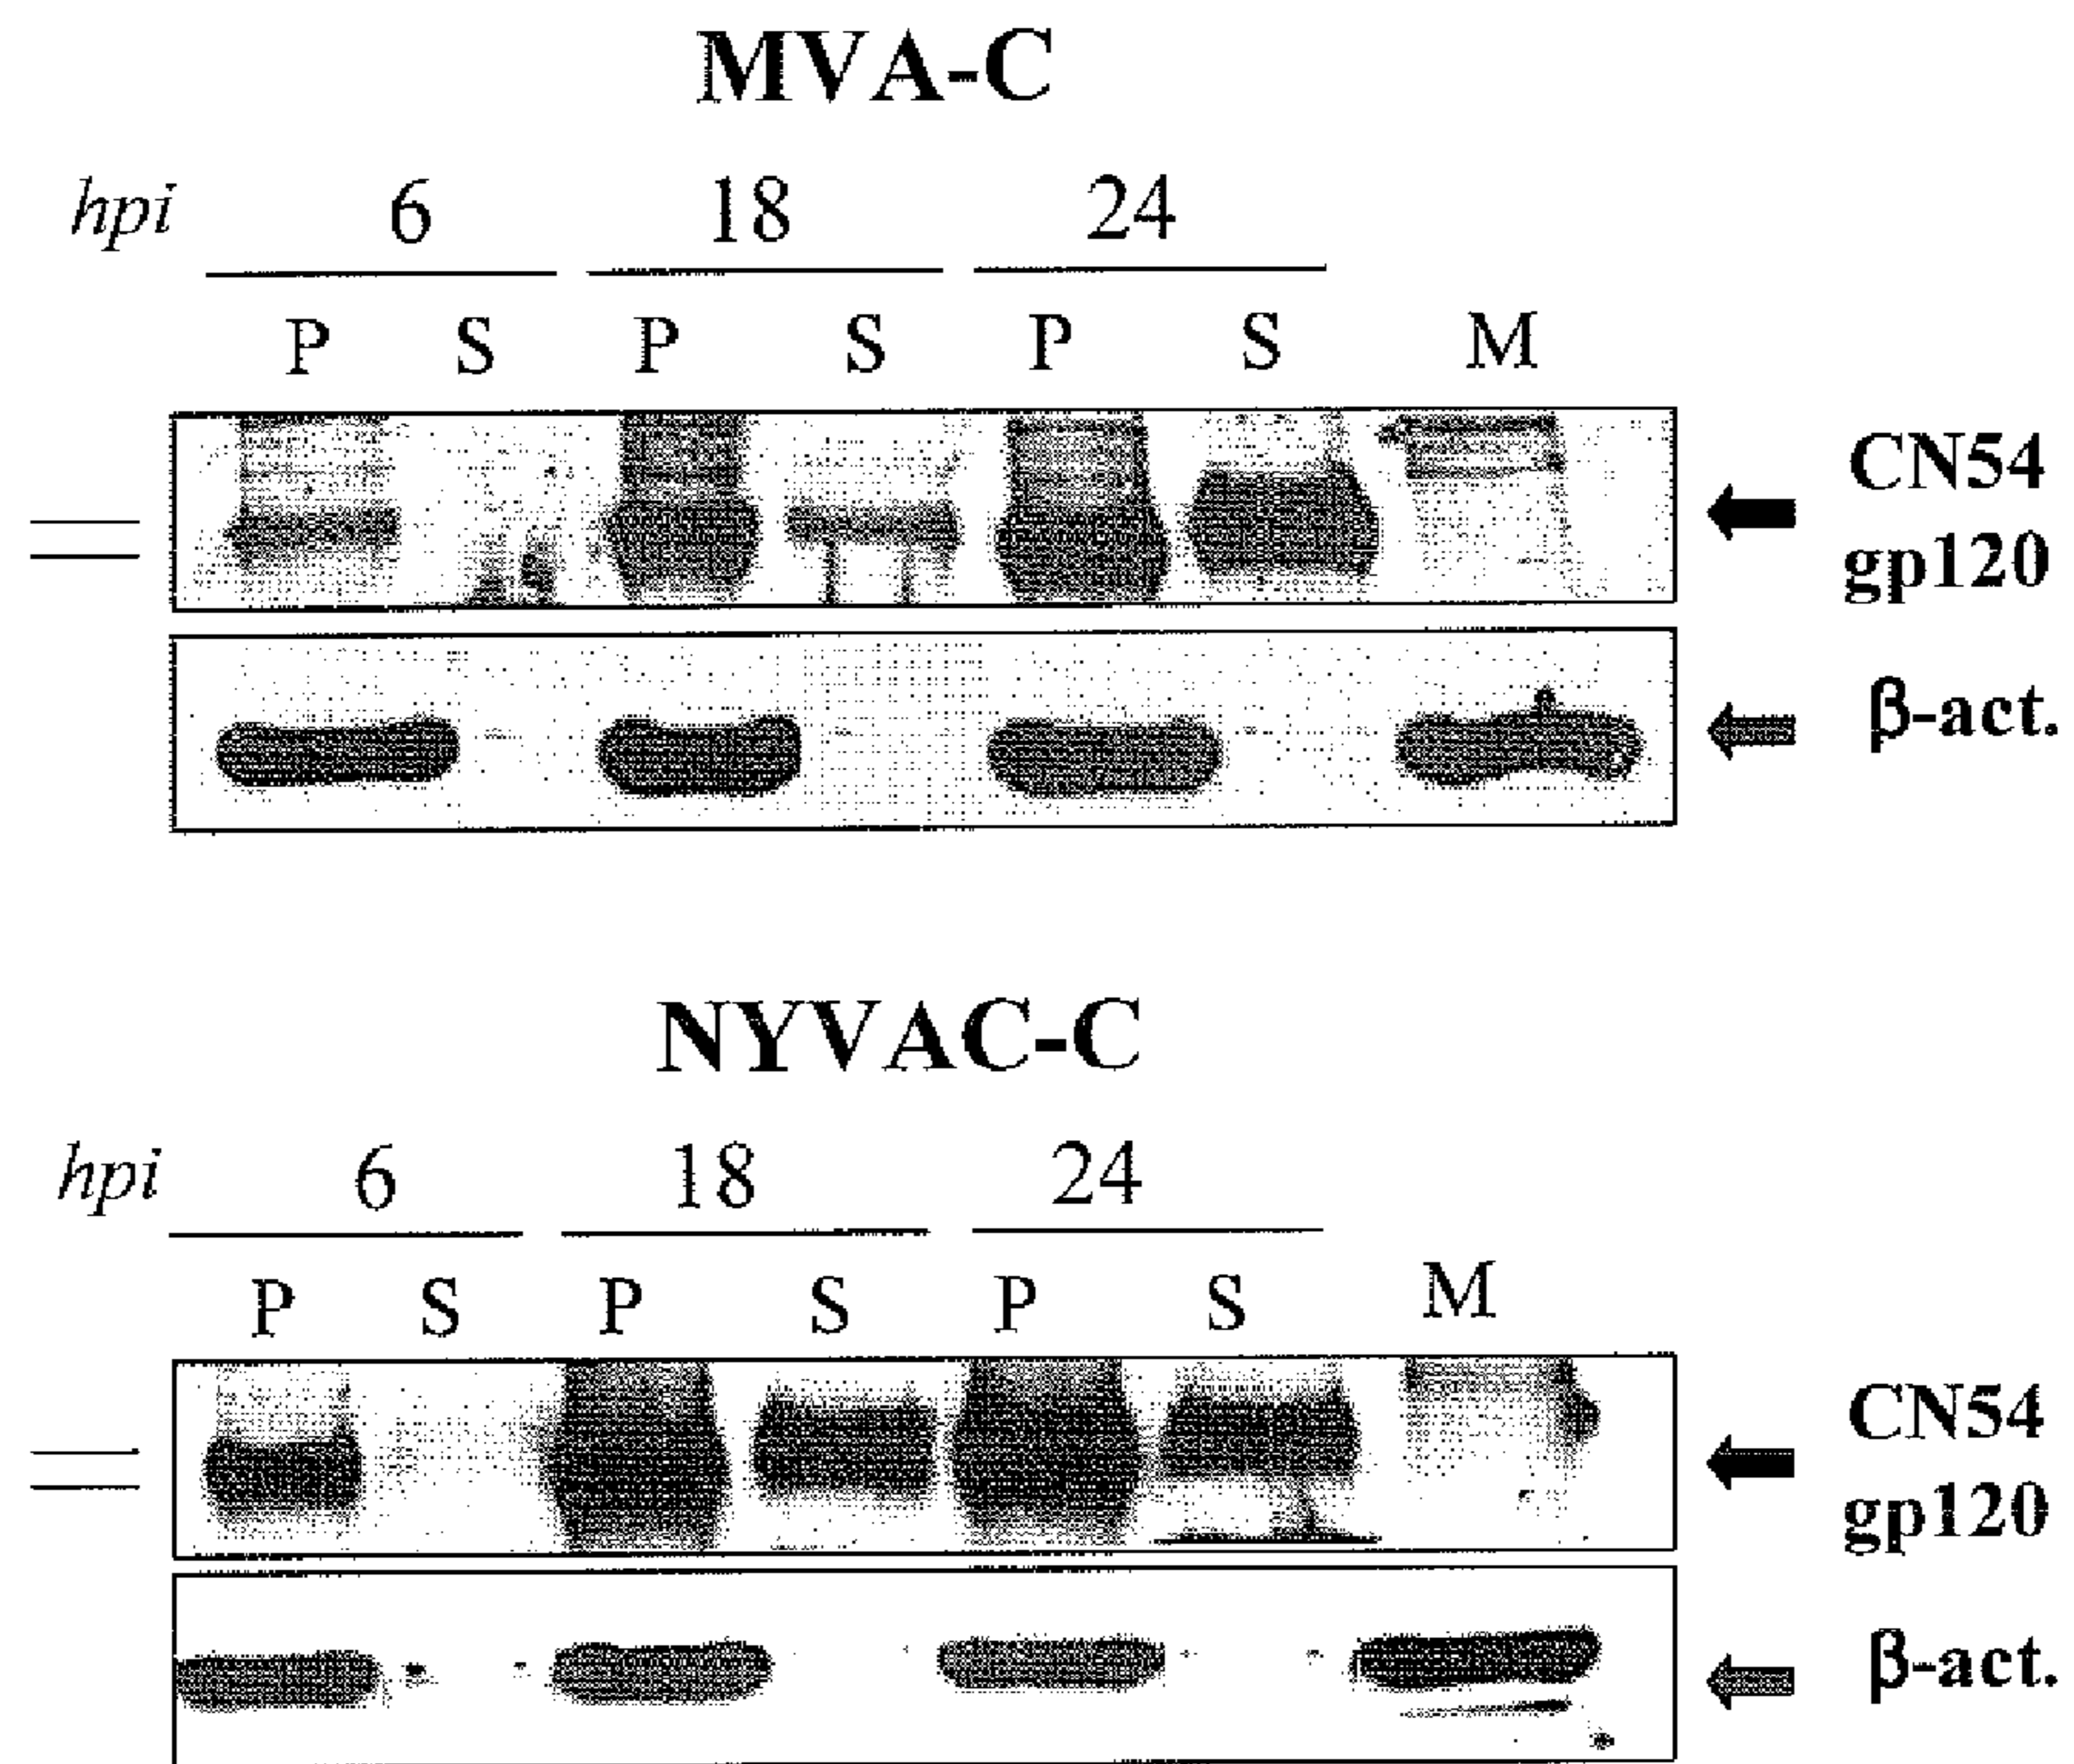 MVA-C
hpi 6 18 24
P S P S P S M
CN54
gp120
β-act.
NYVAC-C
hpi 6 18 24
P S P S P S M
CN54
gp120
β-act.